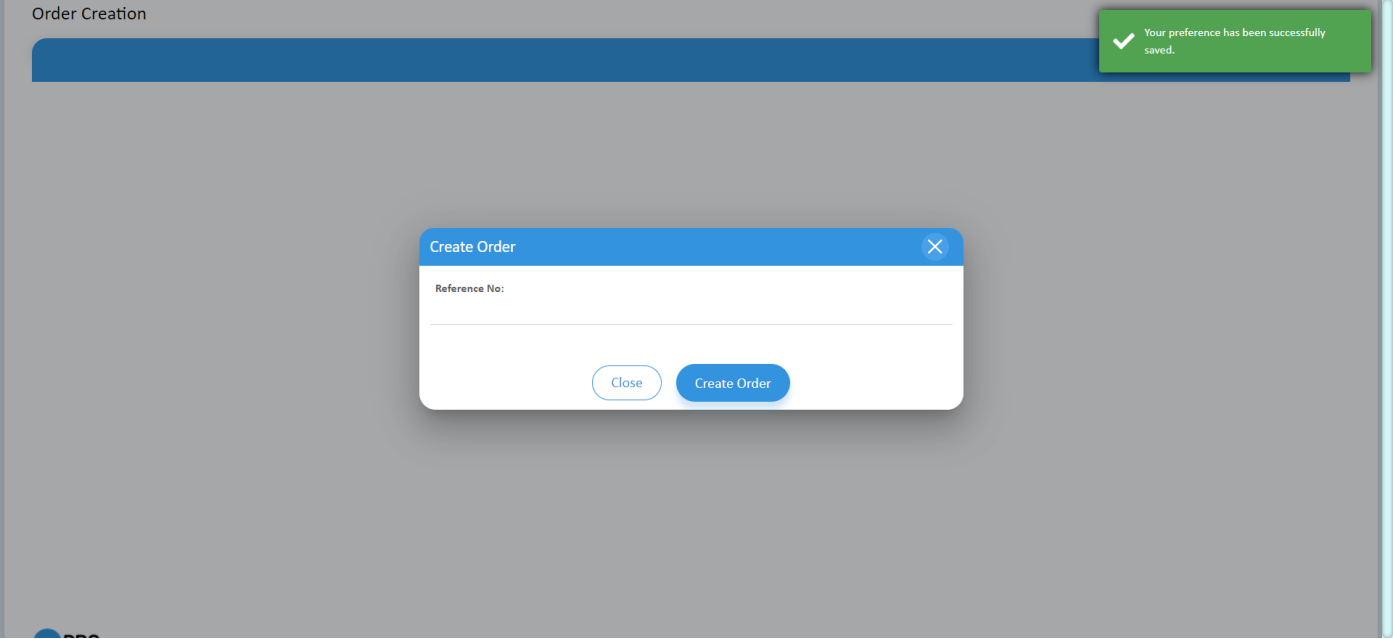 Order Creation
Your preference has been successfully
saved.
Create Order
Reference No:
Close
Create Order